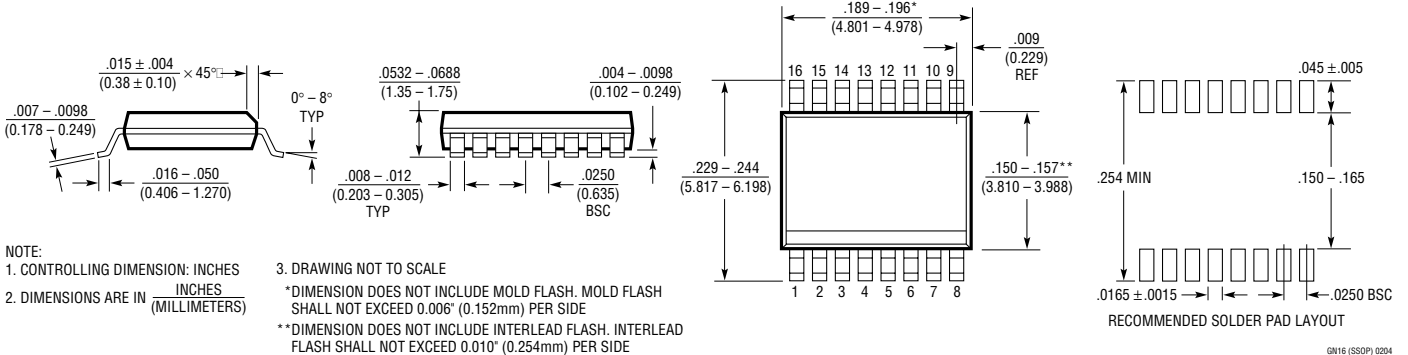 .015 ± .004
(0.38 ± 0.10)
× 45°
.007 – .0098
(0.178 – 0.249)
0° – 8°
TYP
.016 – .050
(0.406 – 1.270)
.0532 – .0688
(1.35 – 1.75)
.004 – .0098
(0.102 – 0.249)
.008 – .012
(0.203 – 0.305)
TYP
.0250
(0.635)
BSC
.189 – .196*
(4.801 – 4.978)
.009
(0.229)
REF
16 15 14 13 12 11 10 9
.229 – .244
(5.817 – 6.198)
.150 – .157**
(3.810 – 3.988)
1 2 3 4 5 6 7 8
.045 ±.005
.254 MIN
.150 – .165
.0165 ±.0015
.0250 BSC
RECOMMENDED SOLDER PAD LAYOUT
NOTE:
1. CONTROLLING DIMENSION: INCHES
2. DIMENSIONS ARE IN
INCHES
(MILLIMETERS)
3. DRAWING NOT TO SCALE
*DIMENSION DOES NOT INCLUDE MOLD FLASH. MOLD FLASH
SHALL NOT EXCEED 0.006" (0.152mm) PER SIDE
**DIMENSION DOES NOT INCLUDE INTERLEAD FLASH. INTERLEAD
FLASH SHALL NOT EXCEED 0.010" (0.254mm) PER SIDE
GN16 (SSOP) 0204